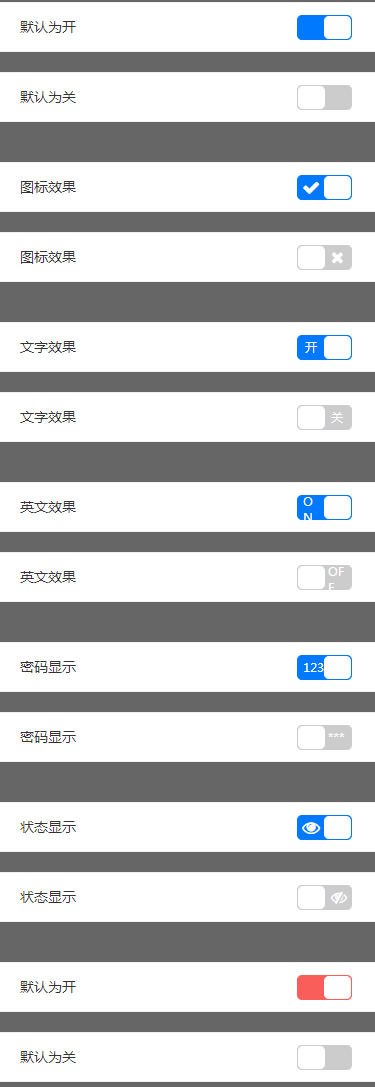 默认为开
默认为关
图标效果
图标效果
文字效果 开
文字效果 关
英文效果 O
N
英文效果 OF
F
密码显示 123
密码显示 ***
状态显示
状态显示
默认为开
默认为关